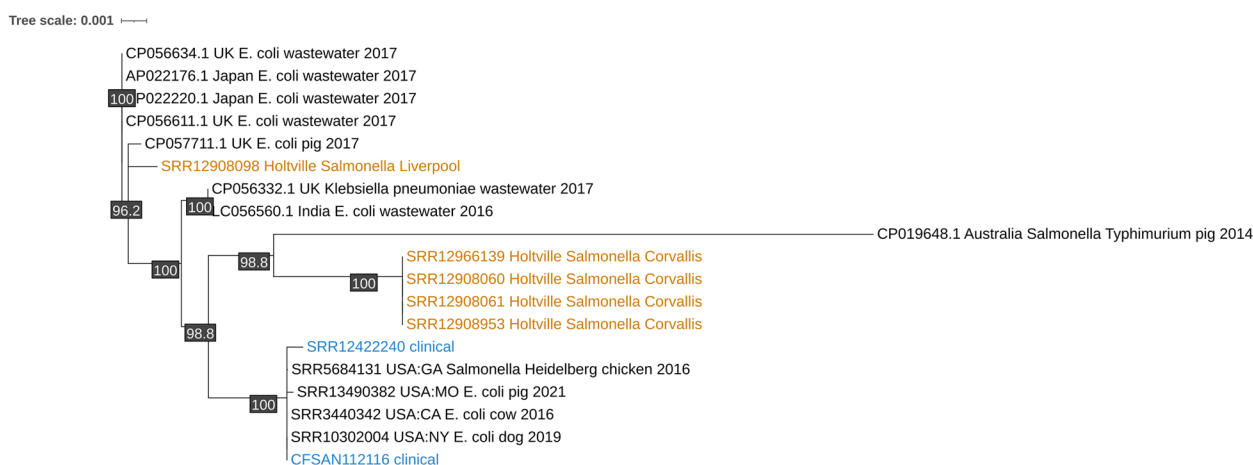 Tree scale: 0.001
CP056634.1 UK E. coli wastewater 2017
AP022176.1 Japan E. coli wastewater 2017
100
P022220.1 Japan E. coli wastewater 2017
CP056611.1 UK E. coli wastewater 2017
CP057711.1 UK E. coli pig 2017
SRR12908098 Holtville Salmonella Liverpool
CP056332.1 UK Klebsiella pneumoniae wastewater 2017
96.2
100
LC056560.1 India E. coli wastewater 2016
CP019648.1 Australia Salmonella Typhimurium pig 2014
100
98.8
SRR12966139 Holtville Salmonella Corvallis
100
SRR12908060 Holtville Salmonella Corvallis
SRR12908061 Holtville Salmonella Corvallis
98.8
SRR12908953 Holtville Salmonella Corvallis
SRR12422240 clinical
SRR5684131 USA:GA Salmonella Heidelberg chicken 2016
SRR13490382 USA:MO E. coli pig 2021
100
SRR3440342 USA:CA E. coli cow 2016
SRR10302004 USA:NY E. coli dog 2019
CFSAN112116 clinical